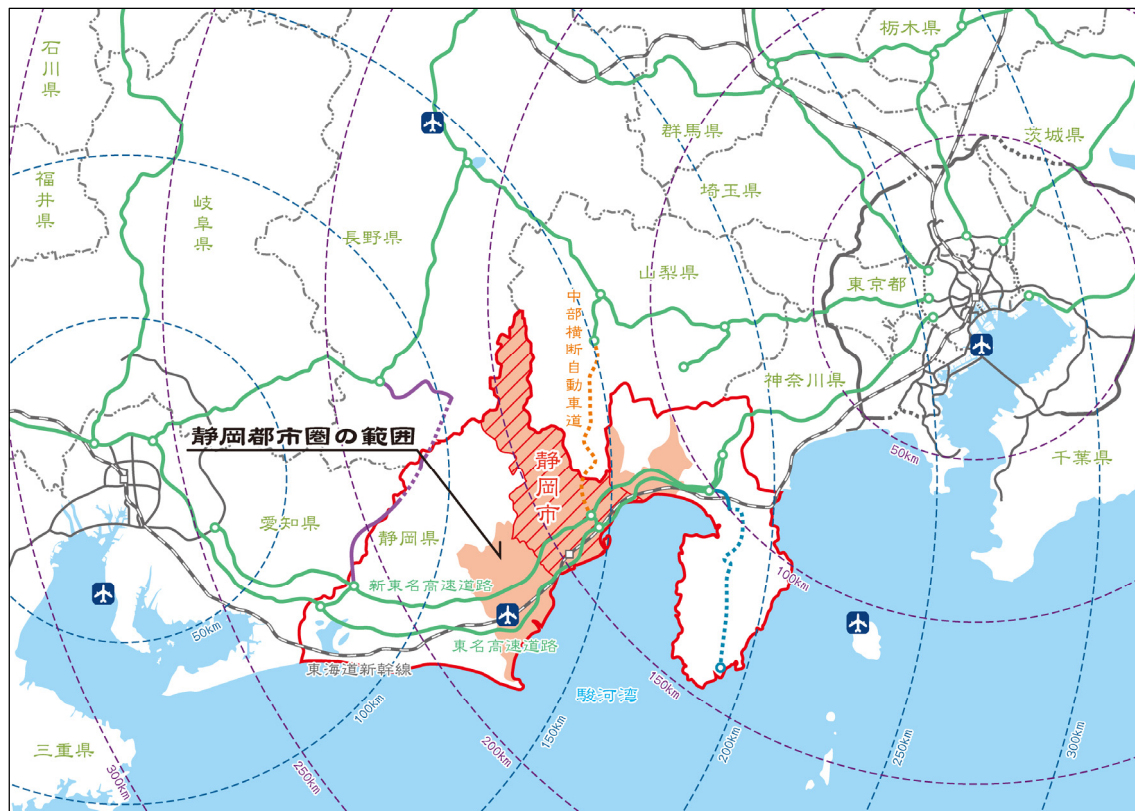 石川県
福井県
岐阜県
長野県
群馬県
栃木県
茨城県
埼玉県
山梨県
東京都
神奈川県
千葉県
中部横断自動車道
静岡都市圏の範囲
静岡市
愛知県
静岡県
新東名高速道路
東名高速道路
東海道新幹線
駿河湾
三重県
50km
100km
150km
200km
250km
300km
50km
100km
150km
200km
250km
300km